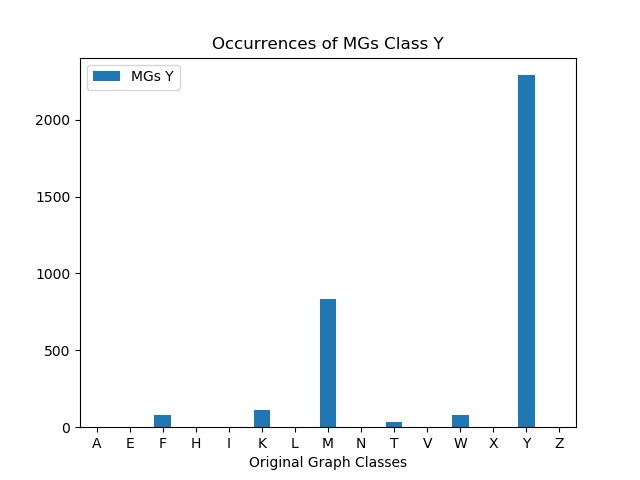 Occurrences of MGs Class Y
MGs Y
2000
1500
1000
500
0
A E F H I K L M N T V W X Y Z
Original Graph Classes